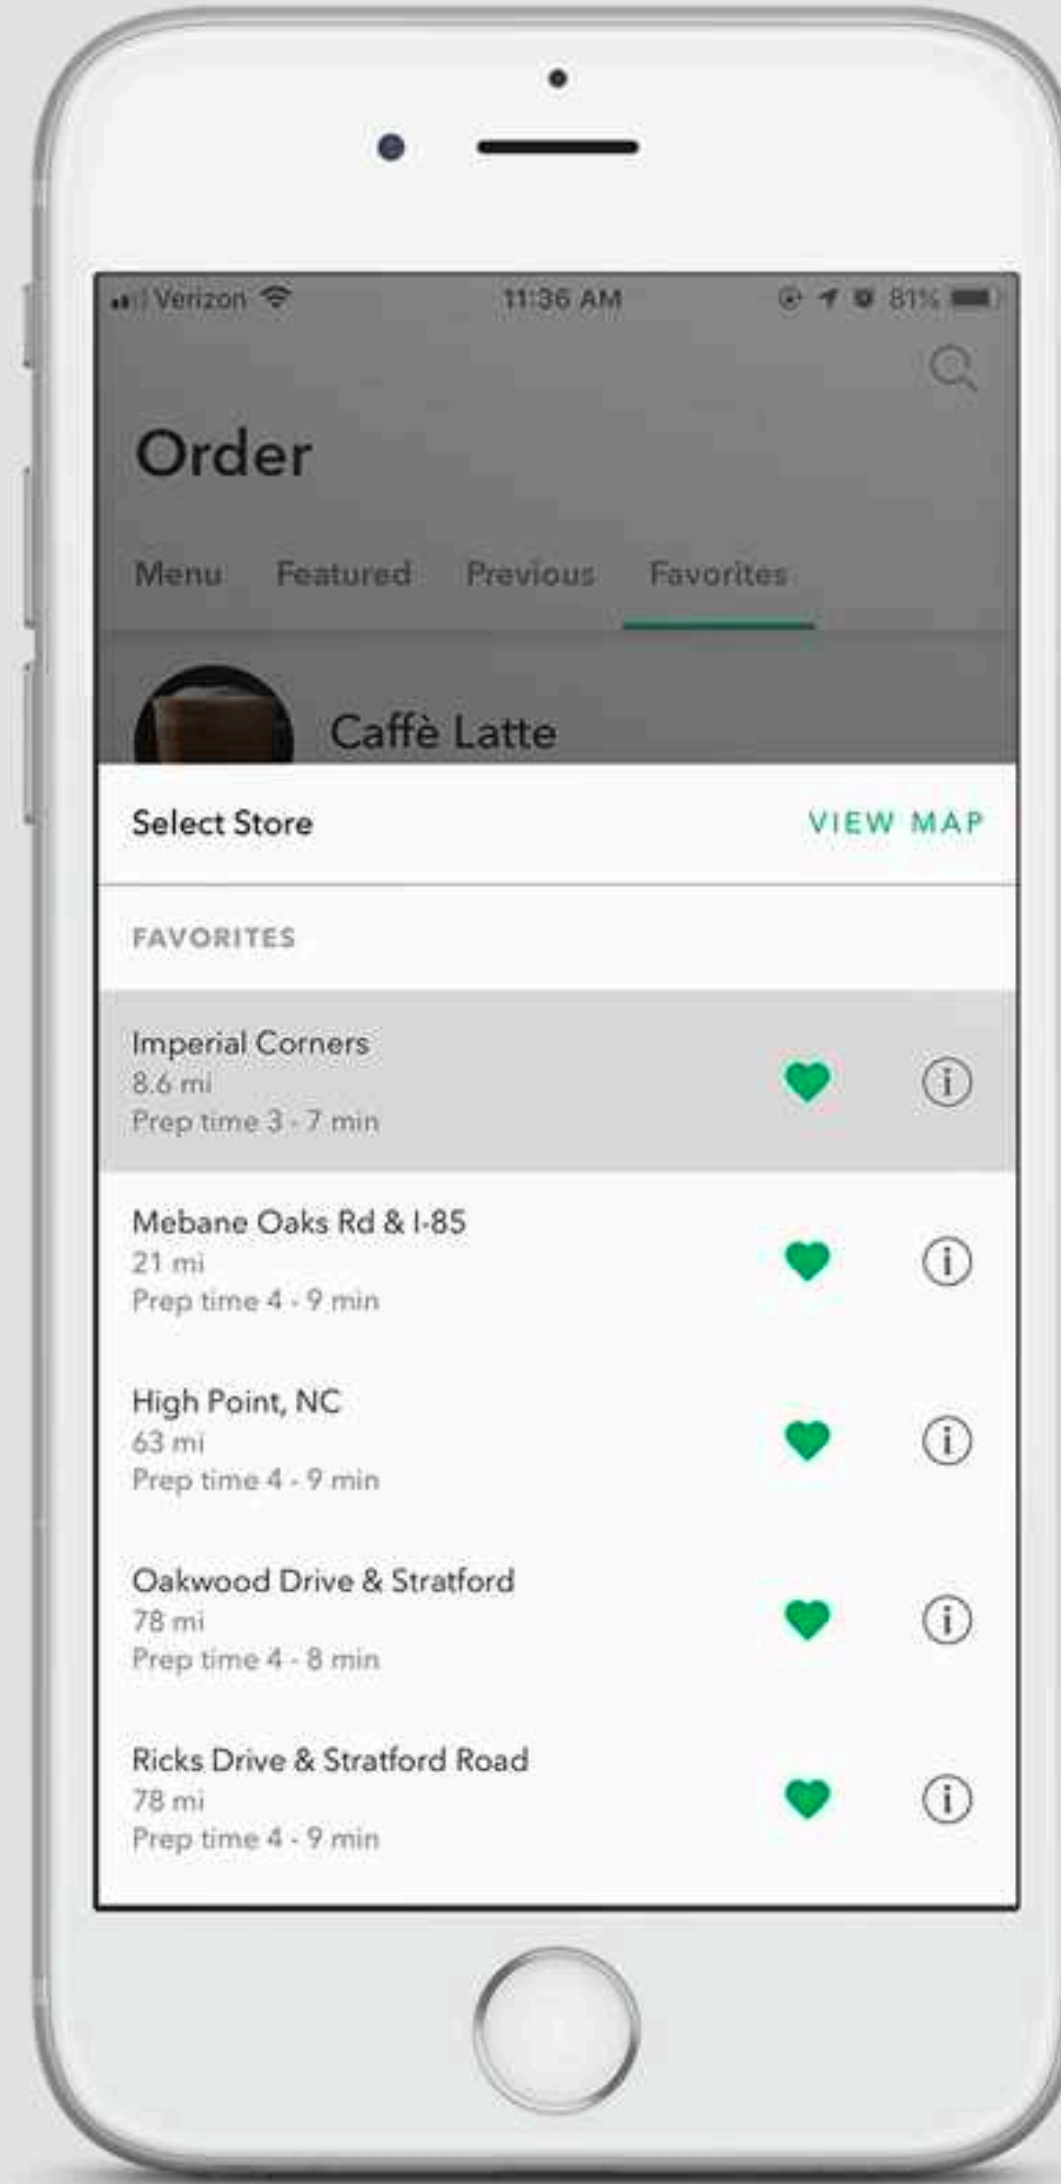 Verizon 11:36 AM 81%
Order
Menu Featured Previous Favorites
Caffè Latte
Select Store VIEW MAP
FAVORITES
Imperial Corners
8.6 mi
Prep time 3 - 7 min
Mebane Oaks Rd & I-85
21 mi
Prep time 4 - 9 min
High Point, NC
63 mi
Prep time 4 - 9 min
Oakwood Drive & Stratford
78 mi
Prep time 4 - 8 min
Ricks Drive & Stratford Road
78 mi
Prep time 4 - 9 min